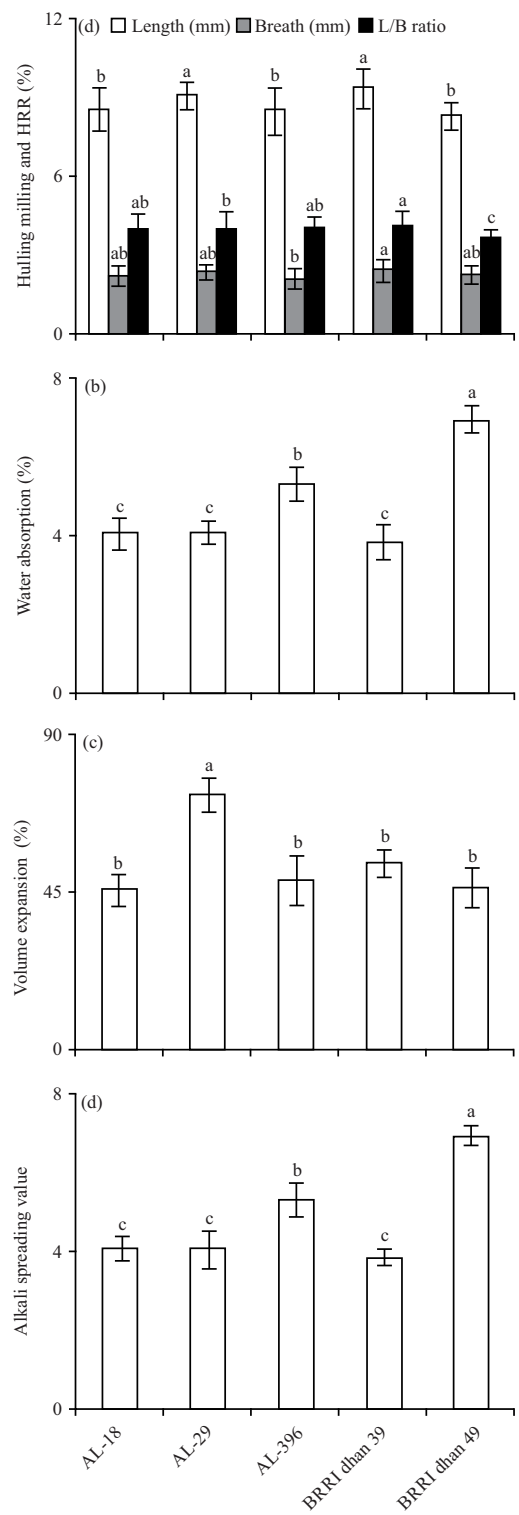 12
(d) Length (mm) Breath (mm) L/B ratio
b a b a b
ab b ab a c
ab ab b a ab
6
0
Hulling milling and HRR (%)
8
(b)
c c b c a
4
0
Water absorption (%)
90
(c)
b a b b b
45
0
Volume expansion (%)
8
(d)
c c b c a
4
0
Alkali spreading value
AL-18
AL-29
AL-396
BRRI dhan 39
BRRI dhan 49